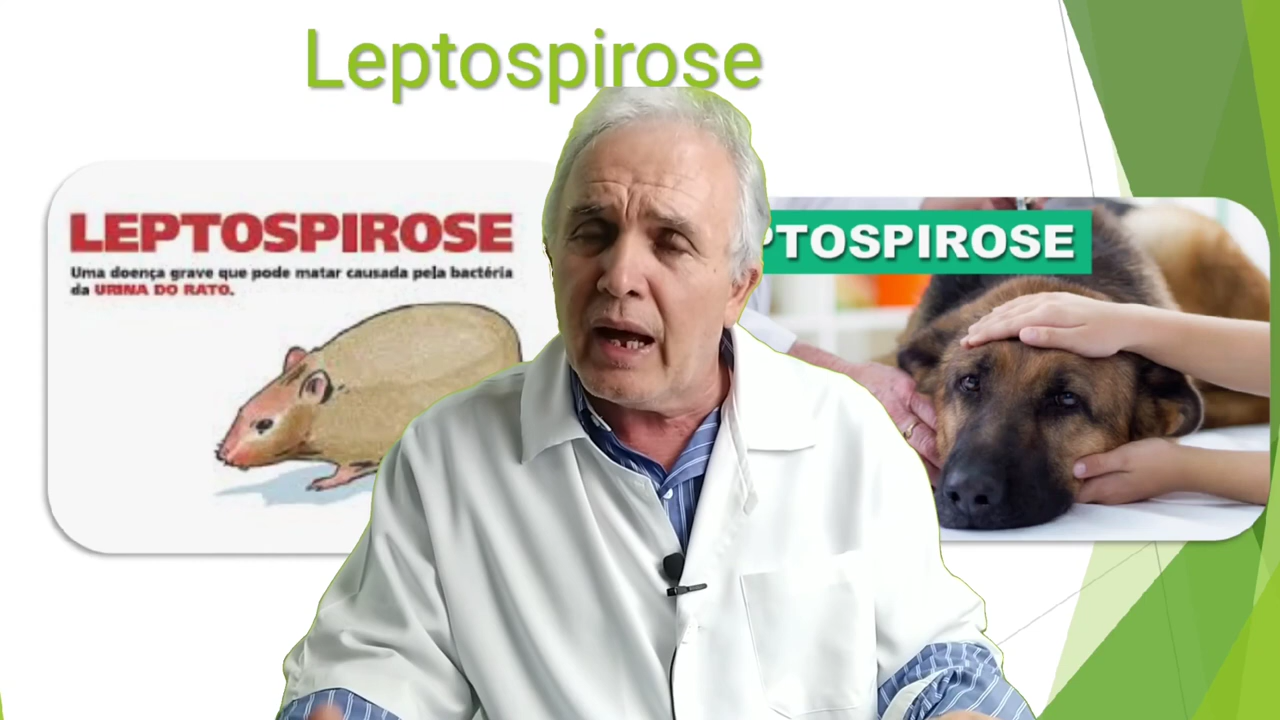 Leptospirose
LEPTOSPIROSE
Uma doença grave que pode matar causada pela bactéria
da URINA DO RATO.
PTOSPIROSE